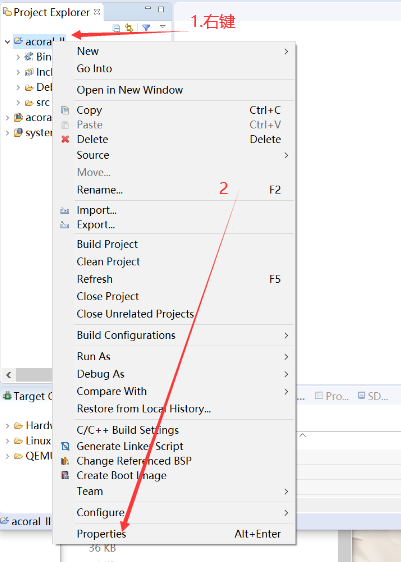 Project Explorer
1.右键
acoral_ll
Bin
New
Incl
Go Into
Del
Open in New Window
src
Copy Ctrl+C
acora
Paste Ctrl+V
system
Delete Delete
Source
Move...
Rename... F2
2
Import...
Export...
Build Project
Clean Project
Refresh F5
Close Project
Close Unrelated Projects
Build Configurations
Run As
Debug As
Target C
Pro...
SD...
Compare With
Restore from Local History...
Hardw
C/C++ Build Settings
Linux
Generate Linker Script
QEMU
Change Referenced BSP
Create Boot Image
Team
Configure
acoral_ll
Properties Alt+Enter
36 KB